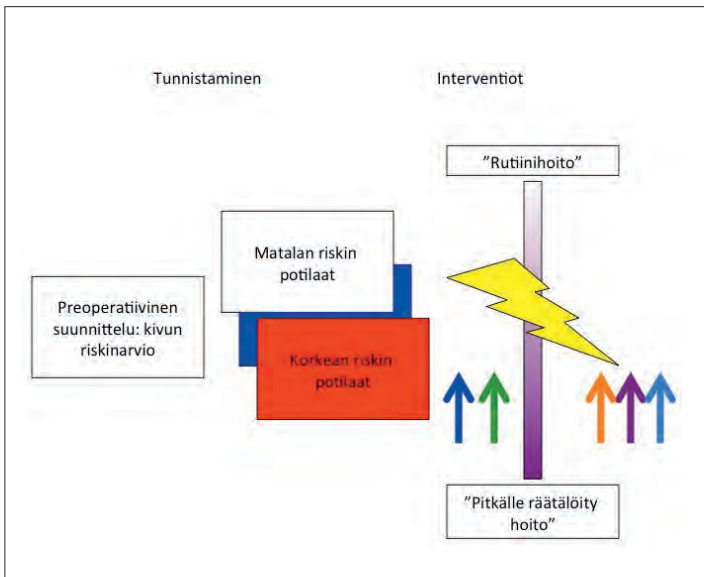 Tunnistaminen
Interventiot
”Rutiinihoito”
Matalan riskin
potilaat
Preoperatiivinen
suunnittelu: kivun
riskinarvio
Korkean riskin
potilaat
”Pitkälle räätälöity
hoito”